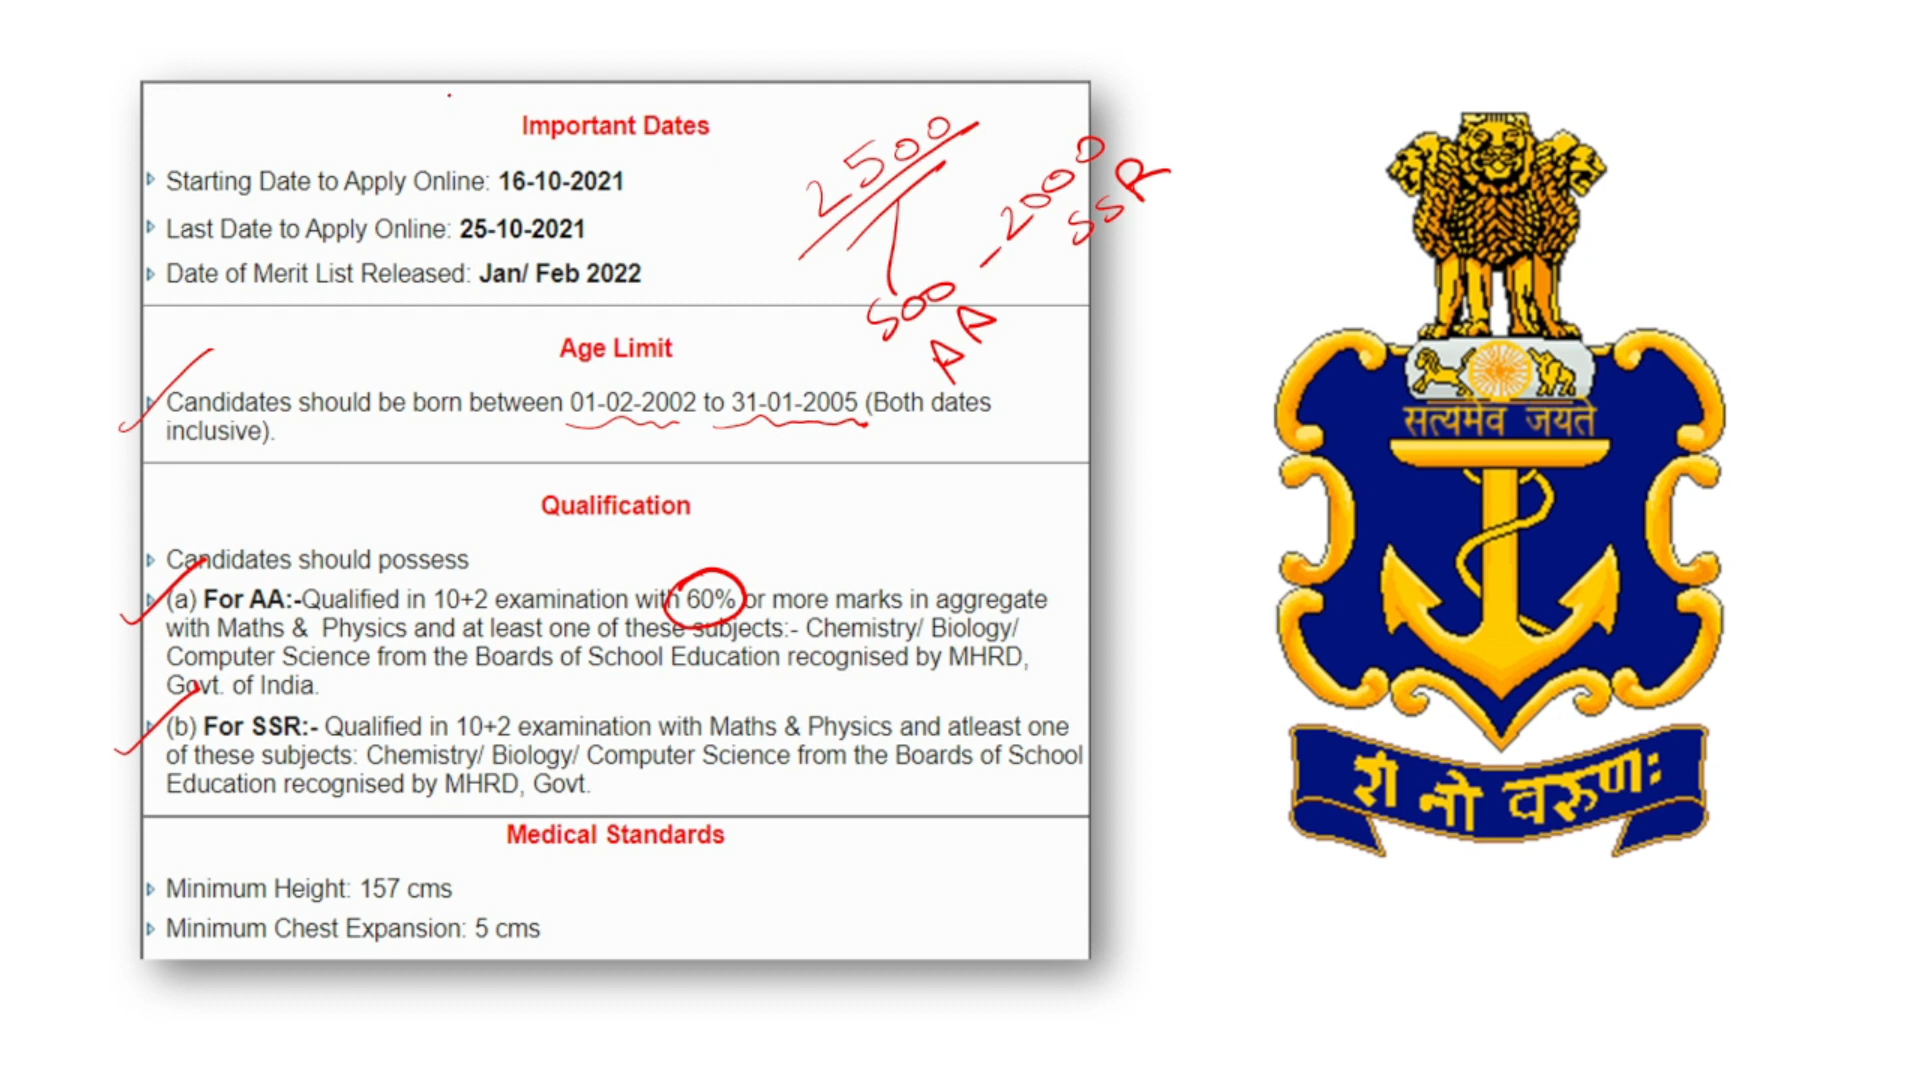 Important Dates
Starting Date to Apply Online: 16-10-2021
Last Date to Apply Online: 25-10-2021
Date of Merit List Released: Jan/ Feb 2022
2500
-2000
SSR
500
AA
Age Limit
Candidates should be born between 01-02-2002 to 31-01-2005 (Both dates
inclusive).
Qualification
Candidates should possess
(a) For AA:-Qualified in 10+2 examination with 60% or more marks in aggregate
with Maths &  Physics and at least one of these subjects:- Chemistry/ Biology/
Computer Science from the Boards of School Education recognised by MHRD,
Govt. of India.
(b) For SSR:- Qualified in 10+2 examination with Maths & Physics and atleast one
of these subjects: Chemistry/ Biology/ Computer Science from the Boards of School
Education recognised by MHRD, Govt.
Medical Standards
Minimum Height: 157 cms
Minimum Chest Expansion: 5 cms
सत्यमेव जयते
शं नो वरुणः